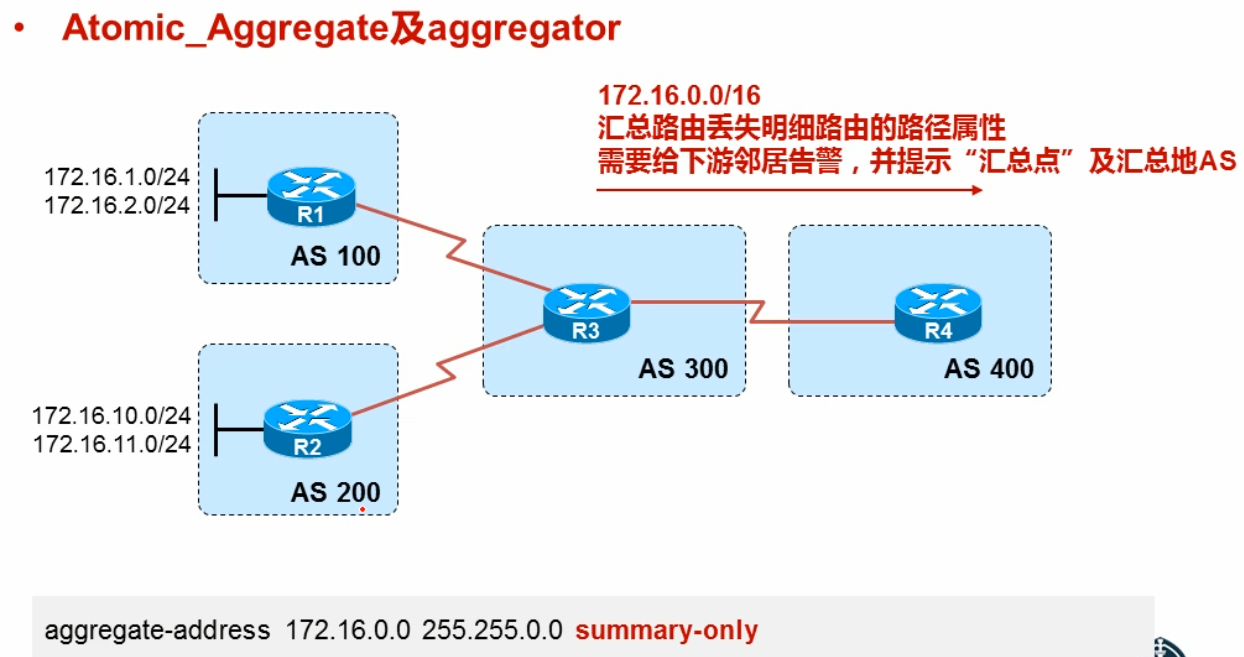 • Atomic_Aggregate及aggregator
172.16.0.0/16
汇总路由丢失明细路由的路径属性
需要给下游邻居告警，并提示“汇总点”及汇总地AS
172.16.1.0/24
172.16.2.0/24
R1
AS 100
R3
AS 300
R4
AS 400
172.16.10.0/24
172.16.11.0/24
R2
AS 200
aggregate-address 172.16.0.0 255.255.0.0 summary-only